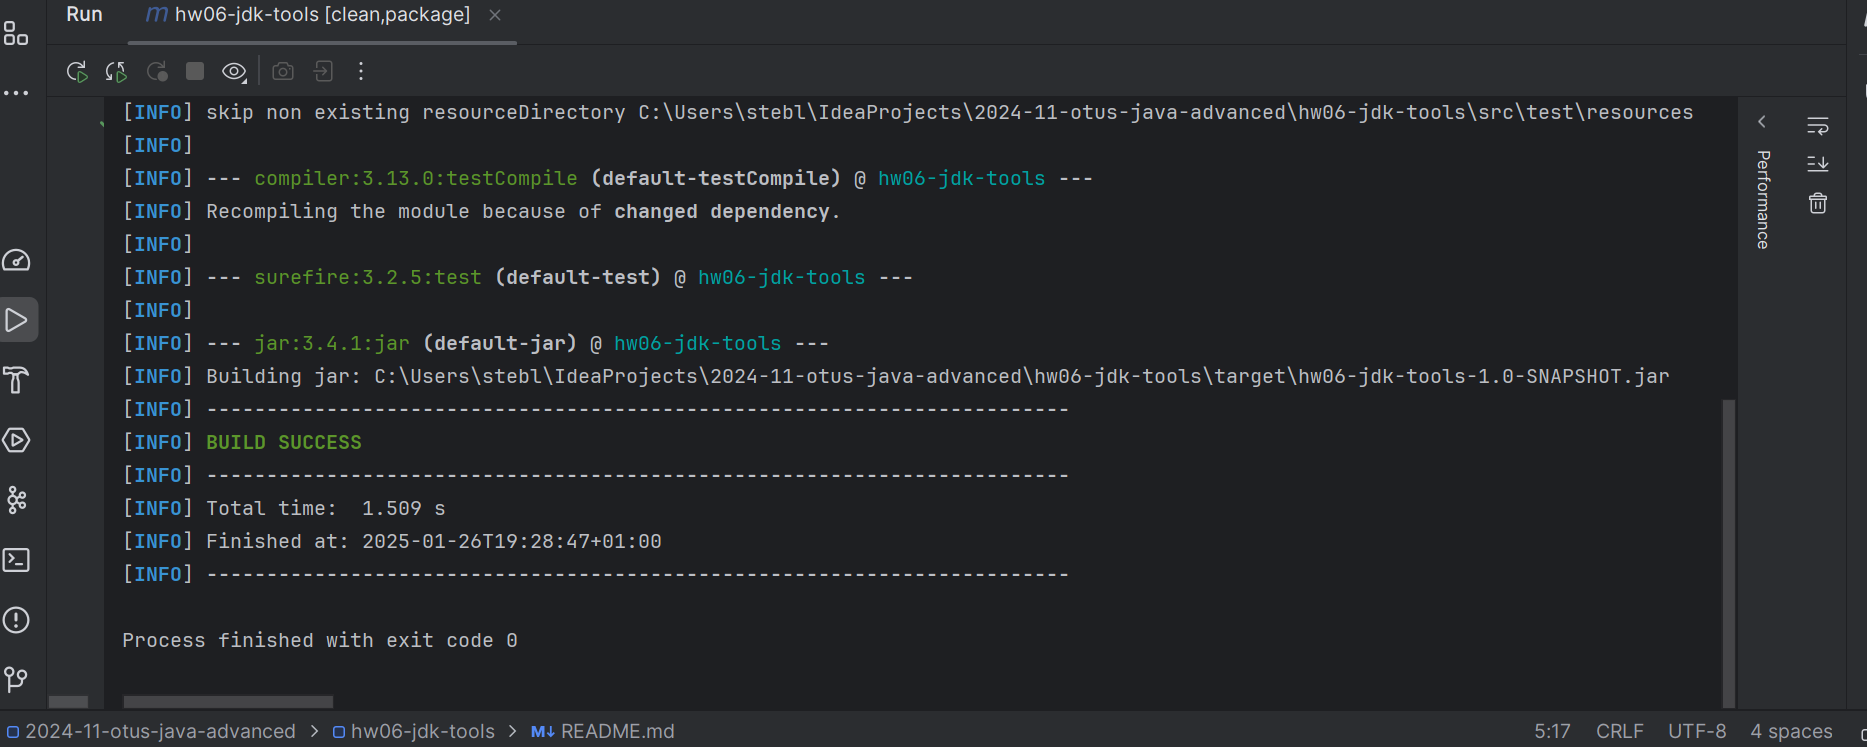 Run
m hw06-jdk-tools [clean,package]
[INFO] skip non existing resourceDirectory C:\Users\stebl\IdeaProjects\2024-11-otus-java-advanced\hw06-jdk-tools\src\test\resources
[INFO]
[INFO] --- compiler:3.13.0:testCompile (default-testCompile) @ hw06-jdk-tools ---
[INFO] Recompiling the module because of changed dependency.
[INFO]
[INFO] --- surefire:3.2.5:test (default-test) @ hw06-jdk-tools ---
[INFO]
[INFO] --- jar:3.4.1:jar (default-jar) @ hw06-jdk-tools ---
[INFO] Building jar: C:\Users\stebl\IdeaProjects\2024-11-otus-java-advanced\hw06-jdk-tools\target\hw06-jdk-tools-1.0-SNAPSHOT.jar
[INFO] ------------------------------------------------------------------------
[INFO] BUILD SUCCESS
[INFO] ------------------------------------------------------------------------
[INFO] Total time:  1.509 s
[INFO] Finished at: 2025-01-26T19:28:47+01:00
[INFO] ------------------------------------------------------------------------
Process finished with exit code 0
Performance
2024-11-otus-java-advanced > hw06-jdk-tools > M↓ README.md
5:17 CRLF UTF-8 4 spaces